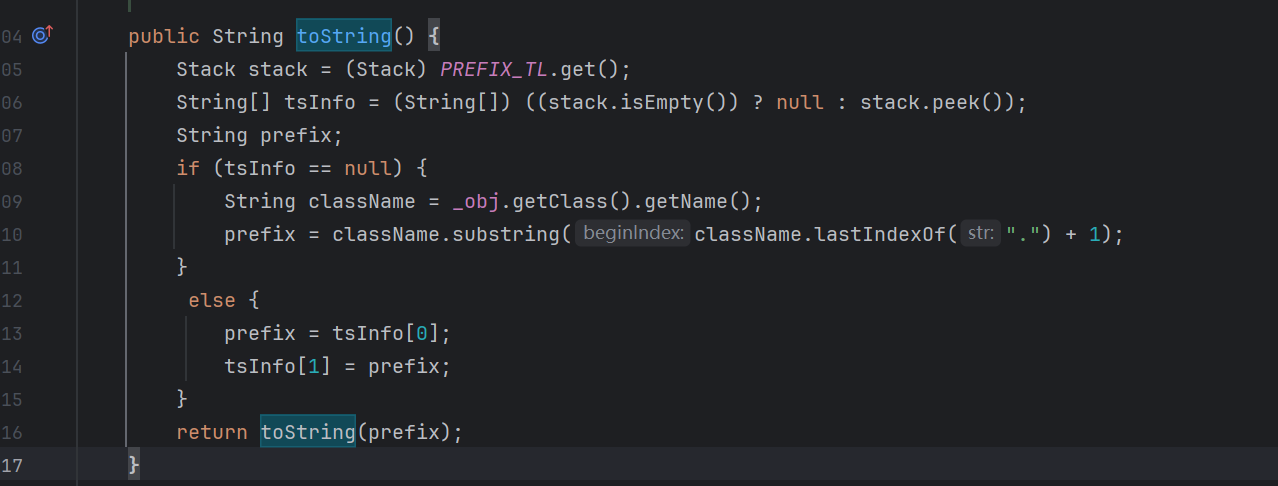 04 public String toString() {
05 Stack stack = (Stack) PREFIX_TL.get();
06 String[] tsInfo = (String[]) ((stack.isEmpty()) ? null : stack.peek());
07 String prefix;
08 if (tsInfo == null) {
09 String className = _obj.getClass().getName();
10 prefix = className.substring( beginIndex: className.lastIndexOf( str: ".") + 1);
11 }
12 else {
13 prefix = tsInfo[0];
14 tsInfo[1] = prefix;
15 }
16 return toString(prefix);
17 }